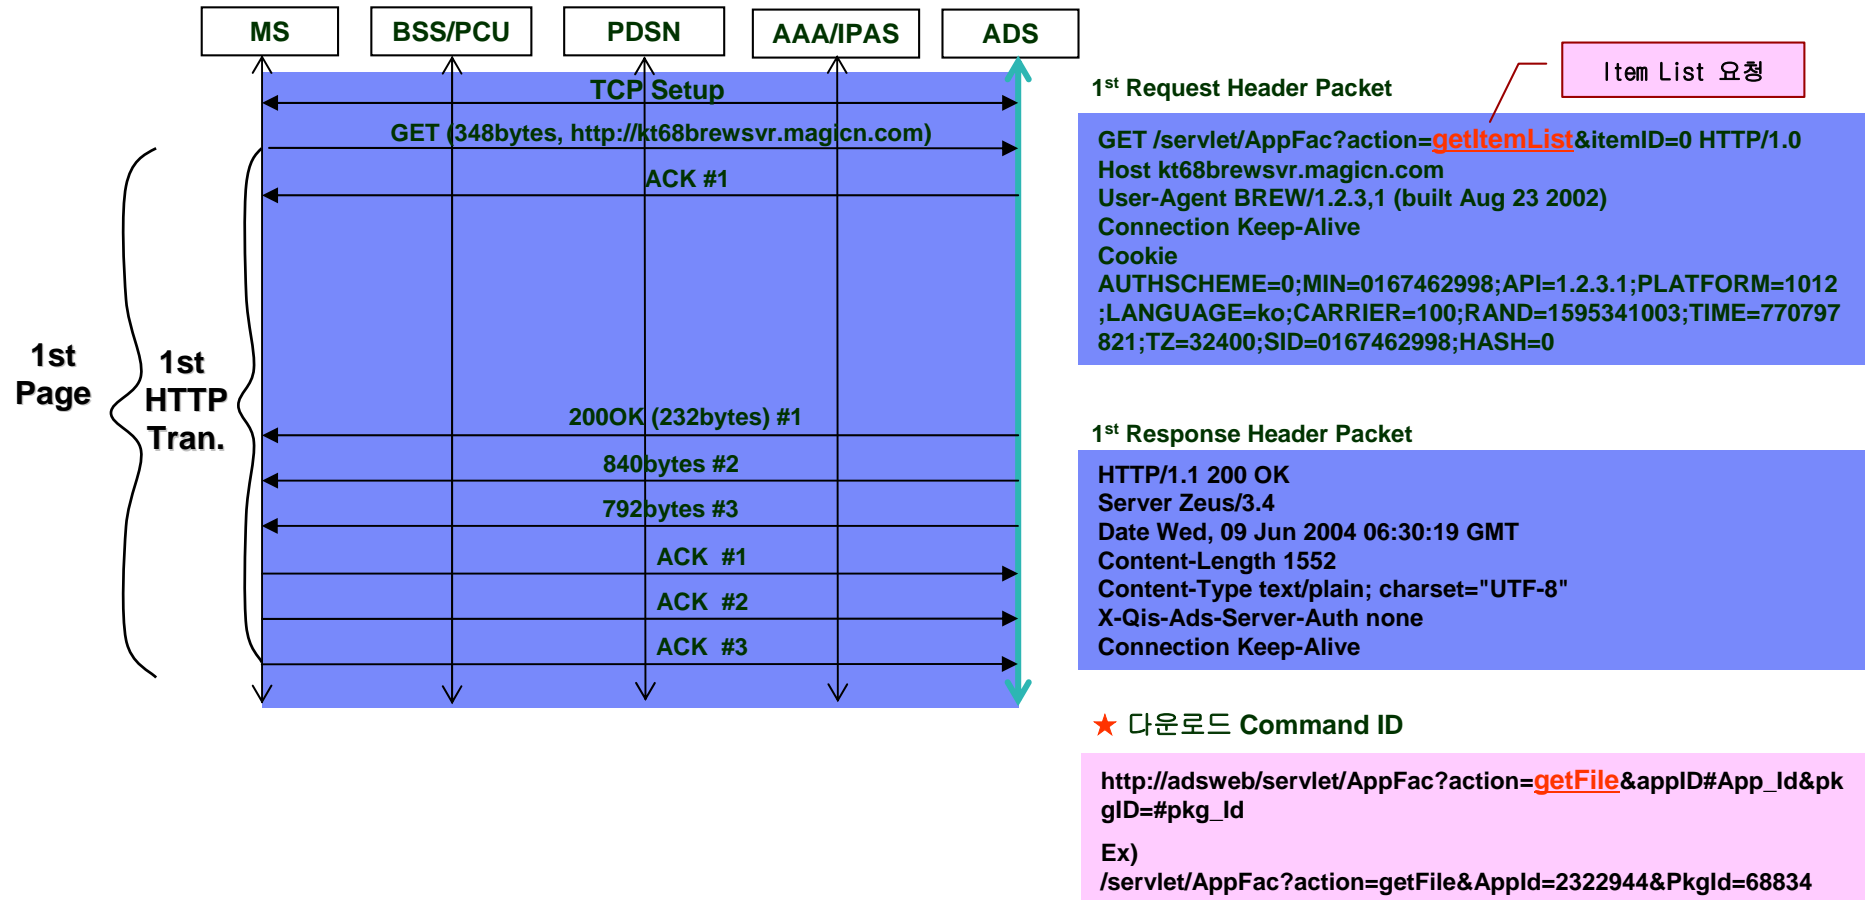 MS
BSS/PCU
PDSN
AAA/IPAS
ADS
TCP Setup
GET (348bytes, http://kt68brewsvr.magicn.com)
ACK #1
200OK (232bytes) #1
840bytes #2
792bytes #3
ACK #1
ACK #2
ACK #3
1st
Page
1st
HTTP
Tran.
Item List 요청
1st Request Header Packet
GET /servlet/AppFac?action=getItemList&itemID=0 HTTP/1.0
Host kt68brewsvr.magicn.com
User-Agent BREW/1.2.3,1 (built Aug 23 2002)
Connection Keep-Alive
Cookie
AUTHSCHEME=0;MIN=0167462998;API=1.2.3.1;PLATFORM=1012
;LANGUAGE=ko;CARRIER=100;RAND=1595341003;TIME=770797
821;TZ=32400;SID=0167462998;HASH=0
1st Response Header Packet
HTTP/1.1 200 OK
Server Zeus/3.4
Date Wed, 09 Jun 2004 06:30:19 GMT
Content-Length 1552
Content-Type text/plain; charset="UTF-8"
X-Qis-Ads-Server-Auth none
Connection Keep-Alive
★ 다운로드 Command ID
http://adsweb/servlet/AppFac?action=getFile&appID#App_Id&pk
gID=#pkg_Id
Ex)
/servlet/AppFac?action=getFile&AppId=2322944&PkgId=68834